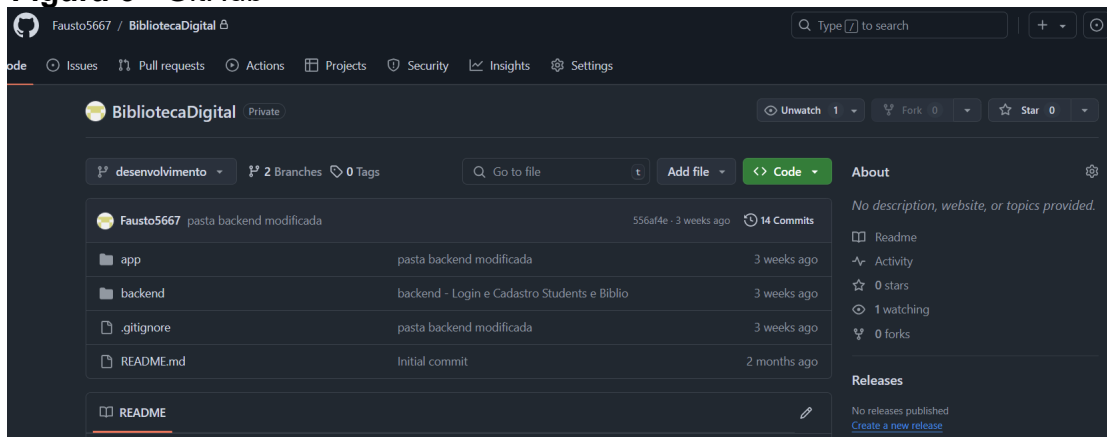 Fausto5667 / BibliotecaDigital
Type / to search
Issues Pull requests Actions Projects Security Insights Settings
BibliotecaDigital Private
Unwatch 1 Fork 0 Star 0
desenvolvimento 2 Branches 0 Tags Go to file t Add file <> Code
About
No description, website, or topics provided.
Fausto5667 pasta backend modificada 556af4e · 3 weeks ago 14 Commits
Readme
app pasta backend modificada 3 weeks ago
Activity
backend backend - Login e Cadastro Students e Biblio 3 weeks ago
0 stars
1 watching
.gitignore pasta backend modificada 3 weeks ago
0 forks
README.md Initial commit 2 months ago
Releases
README
No releases published
Create a new release